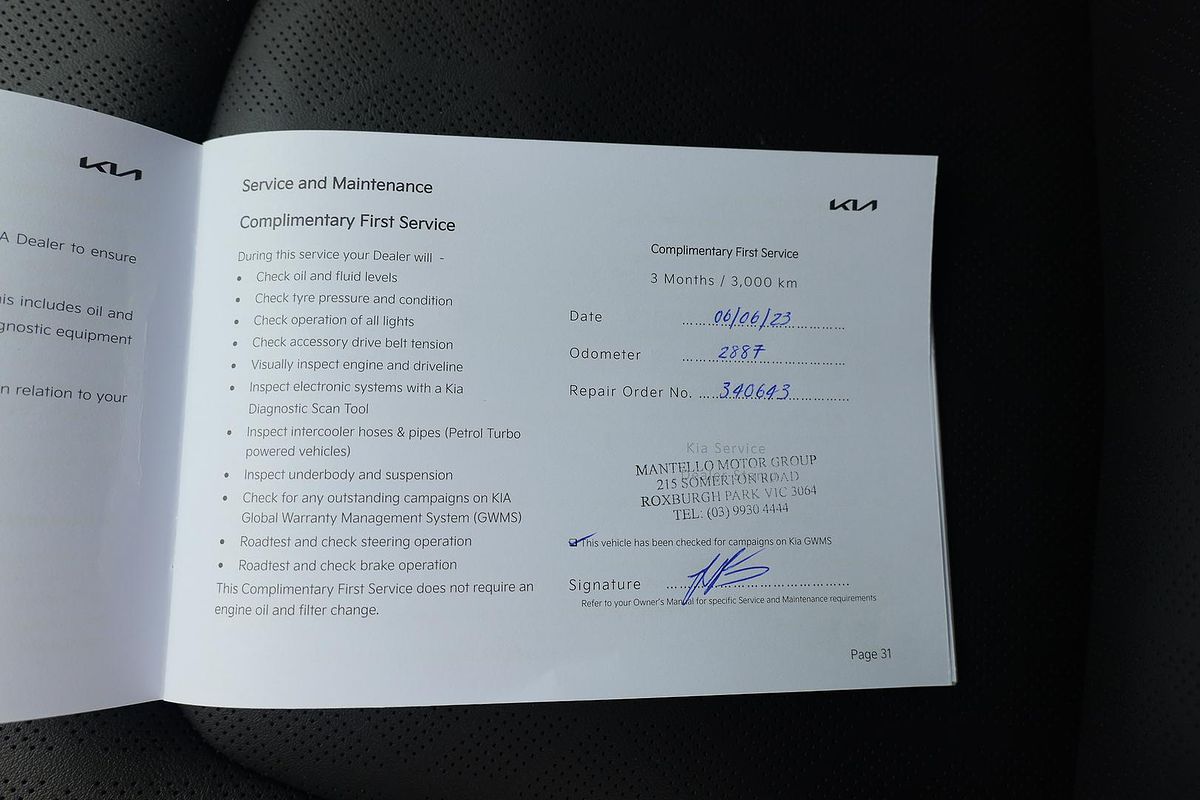 KIA
A Dealer to ensure
his includes oil and
gnostic equipment
n relation to your
Service and Maintenance
Complimentary First Service
During this service your Dealer will -
• Check oil and fluid levels
• Check tyre pressure and condition
• Check operation of all lights
• Check accessory drive belt tension
• Visually inspect engine and driveline
• Inspect electronic systems with a Kia
Diagnostic Scan Tool
• Inspect intercooler hoses & pipes (Petrol Turbo
powered vehicles)
• Inspect underbody and suspension
• Check for any outstanding campaigns on KIA
Global Warranty Management System (GWMS)
• Roadtest and check steering operation
• Roadtest and check brake operation
This Complimentary First Service does not require an
engine oil and filter change.
KIA
Complimentary First Service
3 Months / 3,000 km
Date 06/06/23
Odometer 2887
Repair Order No. 340643
Kia Service
MANTELLO MOTOR GROUP
215 SOMERTON ROAD
ROXBURGH PARK VIC 3064
TEL: (03) 9930 4444
This vehicle has been checked for campaigns on Kia GWMS
Signature
Refer to your Owner's Manual for specific Service and Maintenance requirements
Page 31